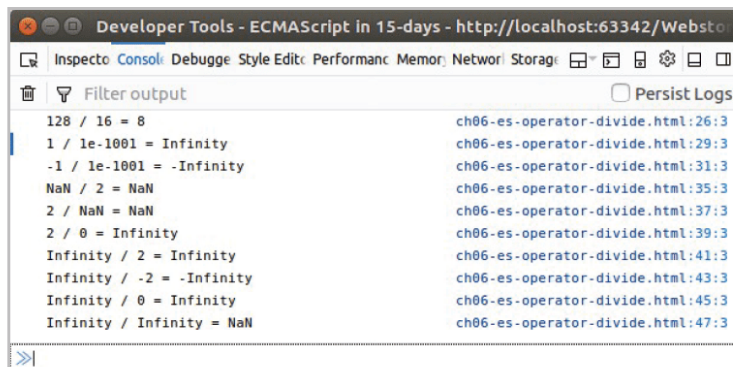 Developer Tools - ECMAScript in 15-days - http://localhost:63342/Websto
Inspecto Console Debugge Style Edito Performanc Memory Networl Storage
Filter output Persist Logs
128 / 16 = 8 ch06-es-operator-divide.html:26:3
1 / 1e-1001 = Infinity ch06-es-operator-divide.html:29:3
-1 / 1e-1001 = -Infinity ch06-es-operator-divide.html:31:3
NaN / 2 = NaN ch06-es-operator-divide.html:35:3
2 / NaN = NaN ch06-es-operator-divide.html:37:3
2 / 0 = Infinity ch06-es-operator-divide.html:39:3
Infinity / 2 = Infinity ch06-es-operator-divide.html:41:3
Infinity / -2 = -Infinity ch06-es-operator-divide.html:43:3
Infinity / 0 = Infinity ch06-es-operator-divide.html:45:3
Infinity / Infinity = NaN ch06-es-operator-divide.html:47:3